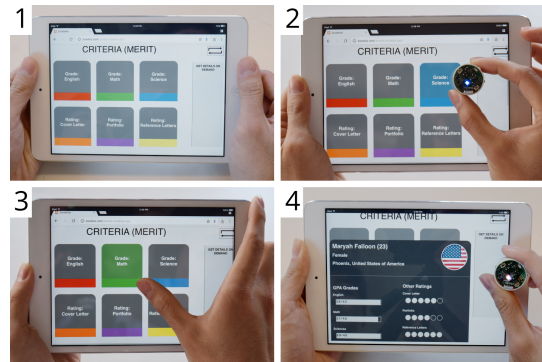 1
CRITERIA (MERIT)
GET DETAILS ON
DEMAND
Grade:
English
Grade:
Math
Grade:
Science
Rating:
Cover Letter
Rating:
Portfolio
Rating:
Reference Letters
2
CRITERIA (MERIT)
Grade:
English
Grade:
Math
Grade:
Science
Rating:
Cover Letter
Rating:
Portfolio
Rating:
Reference Letters
3
CRITERIA (MERIT)
GET DETAILS ON
DEMAND
Grade:
English
Grade:
Math
Grade:
Science
Rating:
Cover Letter
Rating:
Portfolio
4
CRITERIA (MERIT)
GET DETAILS ON
DEMAND
Maryah Falloon (23)
Female
Phoenix, United States of America
GPA Grades
English
Math
Science
Other Ratings
Cover Letter
Portfolio
Reference Letters